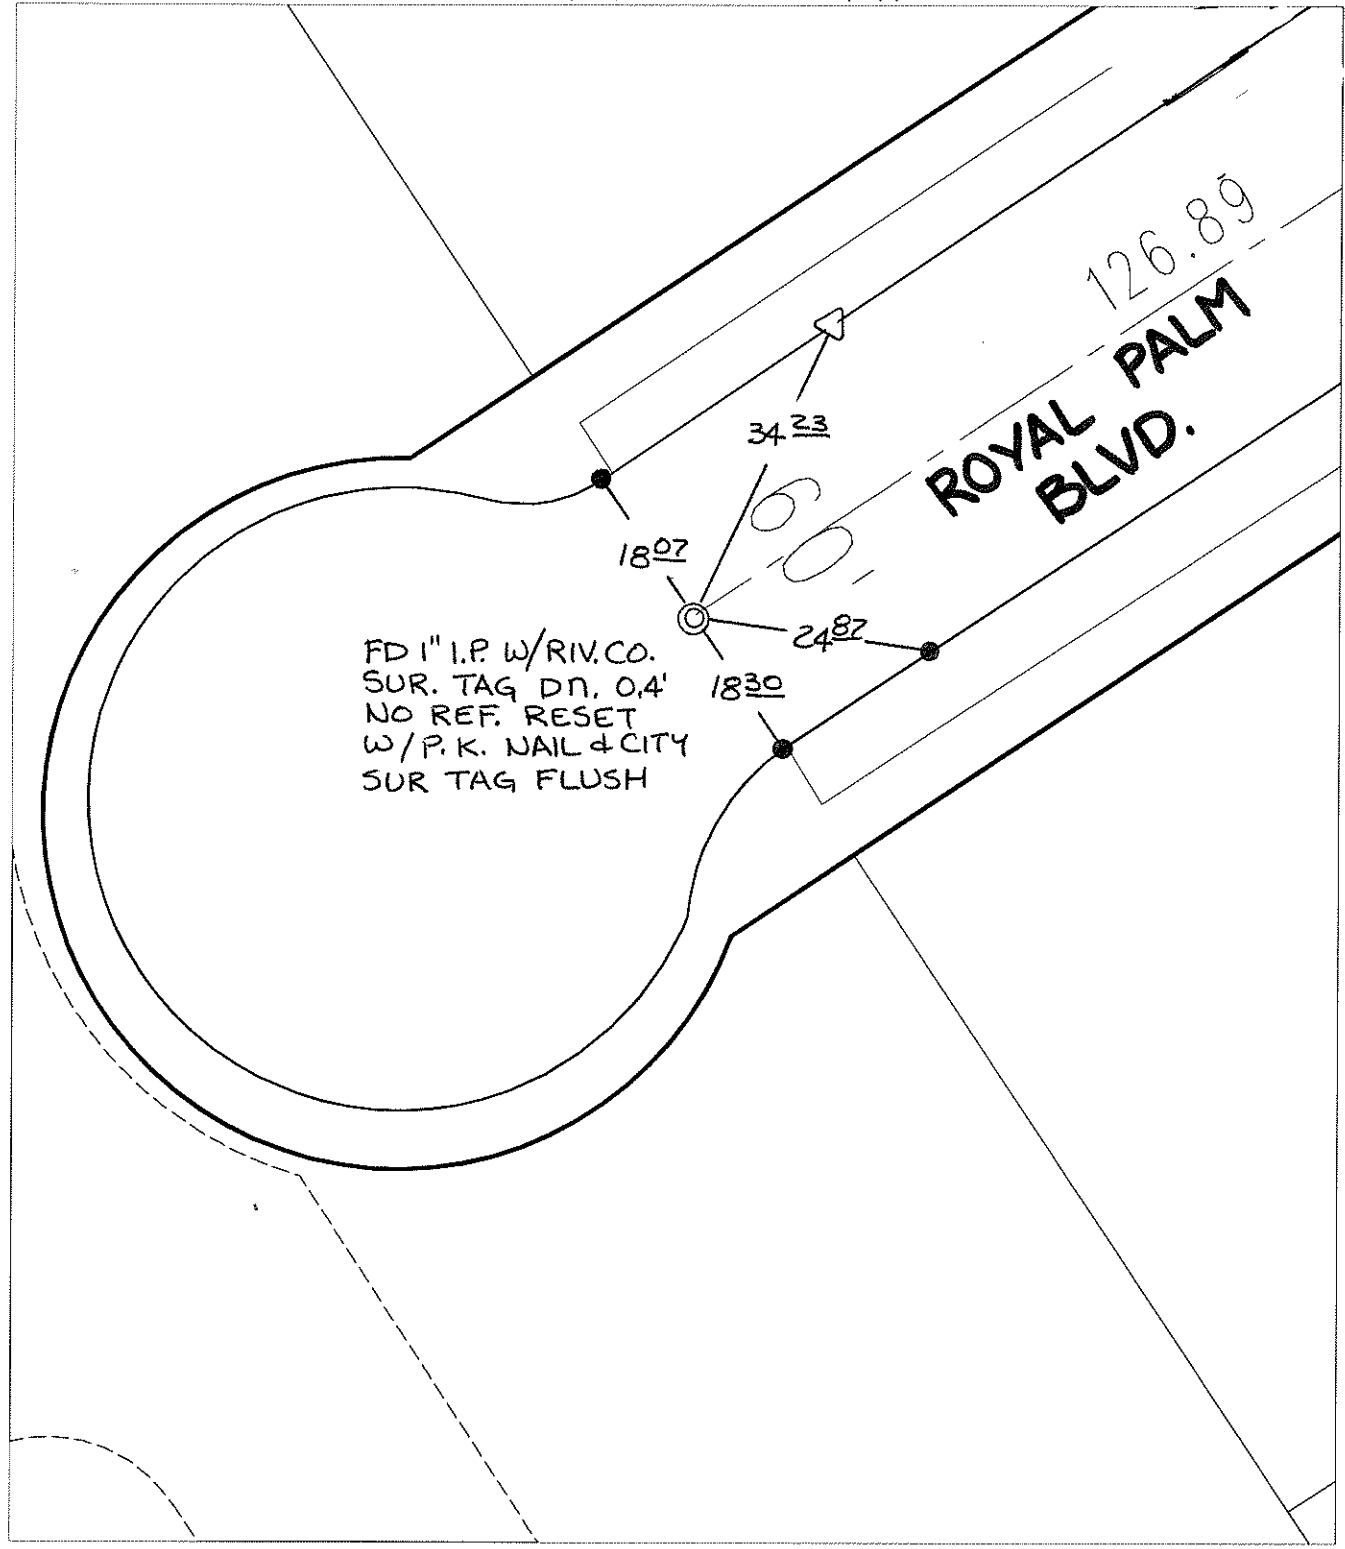 126.89
ROYAL PALM
BLVD.
34 23
18 07
24 82
18 30
FD 1" I.P. W/RIV.CO.
SUR. TAG DN. 0.4'
NO REF. RESET
W/P.K. NAIL & CITY
SUR TAG FLUSH